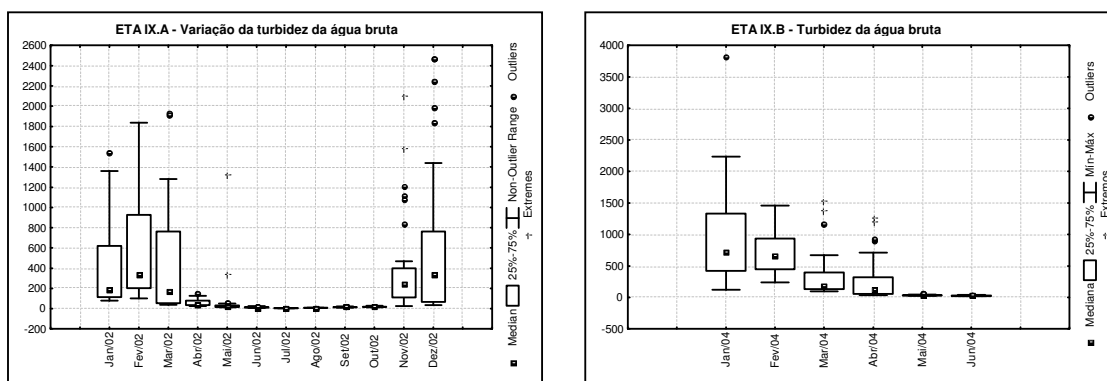 ETA IX.A - Variação da turbidez da água bruta
2600
2400
2200
2000
1800
1600
1400
1200
1000
800
600
400
200
0
-200
Jan/02
Fev/02
Mar/02
Abr/02
Mai/02
Jun/02
Jul/02
Ago/02
Set/02
Out/02
Nov/02
Dez/02
Median 25%-75% Non-Outlier Range Outliers
Extremes
ETA IX.B - Turbidez da água bruta
4000
3500
3000
2500
2000
1500
1000
500
0
-500
Jan/04
Fev/04
Mar/04
Abr/04
Mai/04
Jun/04
Mediana 25%-75% Mín-Máx Outliers
Extremos